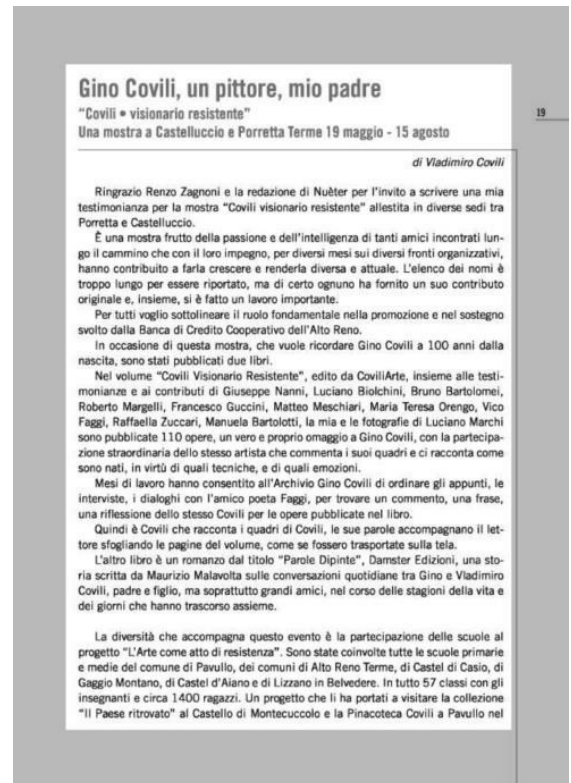 Gino Covili, un pittore, mio padre
"Covili • visionario resistente"
Una mostra a Castelluccio e Porretta Terme 19 maggio - 15 agosto
19
di Vladimiro Covili
Ringrazio Renzo Zagnoni e la redazione di Nuèter per l'invito a scrivere una mia
testimonianza per la mostra "Covili visionario resistente" allestita in diverse sedi tra
Porretta e Castelluccio.
È una mostra frutto della passione e dell'intelligenza di tanti amici incontrati lun-
go il cammino che con il loro impegno, per diversi mesi sui diversi fronti organizzativi,
hanno contribuito a farla crescere e renderla diversa e attuale. L'elenco dei nomi è
troppo lungo per essere riportato, ma di certo ognuno ha fornito un suo contributo
originale e, insieme, si è fatto un lavoro importante.
Per tutti voglio sottolineare il ruolo fondamentale nella promozione e nel sostegno
svolto dalla Banca di Credito Cooperativo dell'Alto Reno.
In occasione di questa mostra, che vuole ricordare Gino Covili a 100 anni dalla
nascita, sono stati pubblicati due libri.
Nel volume "Covili Visionario Resistente", edito da CoviliArte, insieme alle testi-
monianze e ai contributi di Giuseppe Nanni, Luciano Biolchini, Bruno Bartolomei,
Roberto Margelli, Francesco Guccini, Matteo Meschiari, Maria Teresa Orengo, Vico
Faggi, Raffaella Zuccari, Manuela Bartolotti, la mia e le fotografie di Luciano Marchi
sono pubblicate 110 opere, un vero e proprio omaggio a Gino Covili, con la partecipa-
zione straordinaria dello stesso artista che commenta i suoi quadri e ci racconta come
sono nati, in virtù di quali tecniche, e di quali emozioni.
Mesi di lavoro hanno consentito all'Archivio Gino Covili di ordinare gli appunti, le
interviste, i dialoghi con l'amico poeta Faggi, per trovare un commento, una frase,
una riflessione dello stesso Covili per le opere pubblicate nel libro.
Quindi è Covili che racconta i quadri di Covili, le sue parole accompagnano il let-
tore sfogliando le pagine del volume, come se fossero trasportate sulla tela.
L'altro libro è un romanzo dal titolo "Parole Dipinte", Damster Edizioni, una sto-
ria scritta da Maurizio Malavolta sulle conversazioni quotidiane tra Gino e Vladimiro
Covili, padre e figlio, ma soprattutto grandi amici, nel corso delle stagioni della vita e
dei giorni che hanno trascorso assieme.
La diversità che accompagna questo evento è la partecipazione delle scuole al
progetto "L'Arte come atto di resistenza". Sono state coinvolte tutte le scuole primarie
e medie del comune di Pavullo, dei comuni di Alto Reno Terme, di Castel di Casio, di
Gaggio Montano, di Castel d'Aiano e di Lizzano in Belvedere. In tutto 57 classi con gli
insegnanti e circa 1400 ragazzi. Un progetto che li ha portati a visitare la collezione
"Il Paese ritrovato" al Castello di Montecuccolo e la Pinacoteca Covili a Pavullo nel